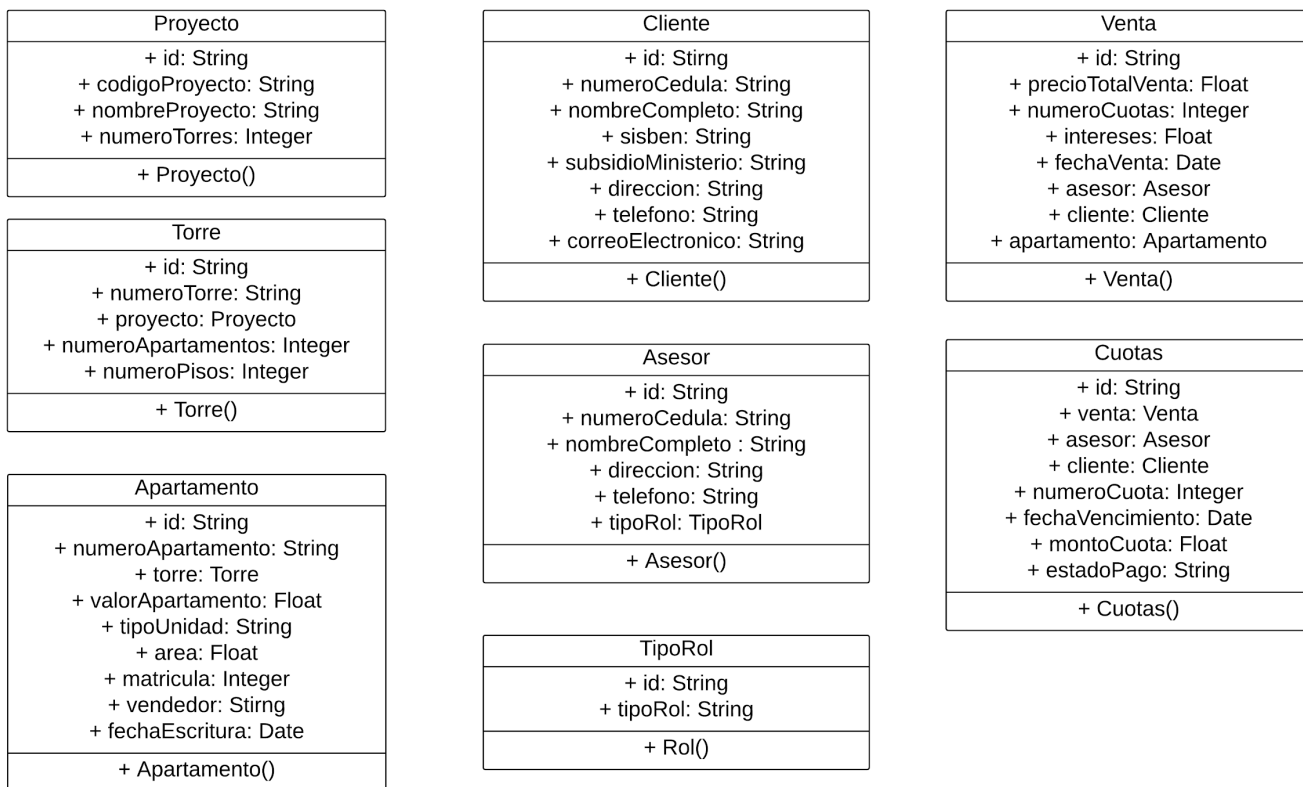 Proyecto
+ id: String
+ codigoProyecto: String
+ nombreProyecto: String
+ numeroTorres: Integer
+ Proyecto()
Torre
+ id: String
+ numeroTorre: String
+ proyecto: Proyecto
+ numeroApartamentos: Integer
+ numeroPisos: Integer
+ Torre()
Apartamento
+ id: String
+ numeroApartamento: String
+ torre: Torre
+ valorApartamento: Float
+ tipoUnidad: String
+ area: Float
+ matricula: Integer
+ vendedor: Stirng
+ fechaEscritura: Date
+ Apartamento()
Cliente
+ id: Stirng
+ numeroCedula: String
+ nombreCompleto: String
+ sisben: String
+ subsidioMinisterio: String
+ direccion: String
+ telefono: String
+ correoElectronico: String
+ Cliente()
Asesor
+ id: String
+ numeroCedula: String
+ nombreCompleto : String
+ direccion: String
+ telefono: String
+ tipoRol: TipoRol
+ Asesor()
TipoRol
+ id: String
+ tipoRol: String
+ Rol()
Venta
+ id: String
+ precioTotalVenta: Float
+ numeroCuotas: Integer
+ intereses: Float
+ fechaVenta: Date
+ asesor: Asesor
+ cliente: Cliente
+ apartamento: Apartamento
+ Venta()
Cuotas
+ id: String
+ venta: Venta
+ asesor: Asesor
+ cliente: Cliente
+ numeroCuota: Integer
+ fechaVencimiento: Date
+ montoCuota: Float
+ estadoPago: String
+ Cuotas()